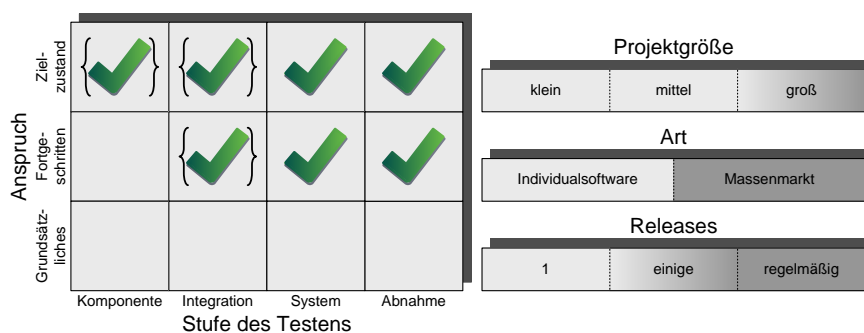 Anspruch
Ziel-
zustand
Fortge-
schritten
Grundsätz-
liches
Komponente Integration System Abnahme
Stufe des Testens
Projektgröße
klein mittel groß
Art
Individualsoftware Massenmarkt
Releases
1 einige regelmäßig